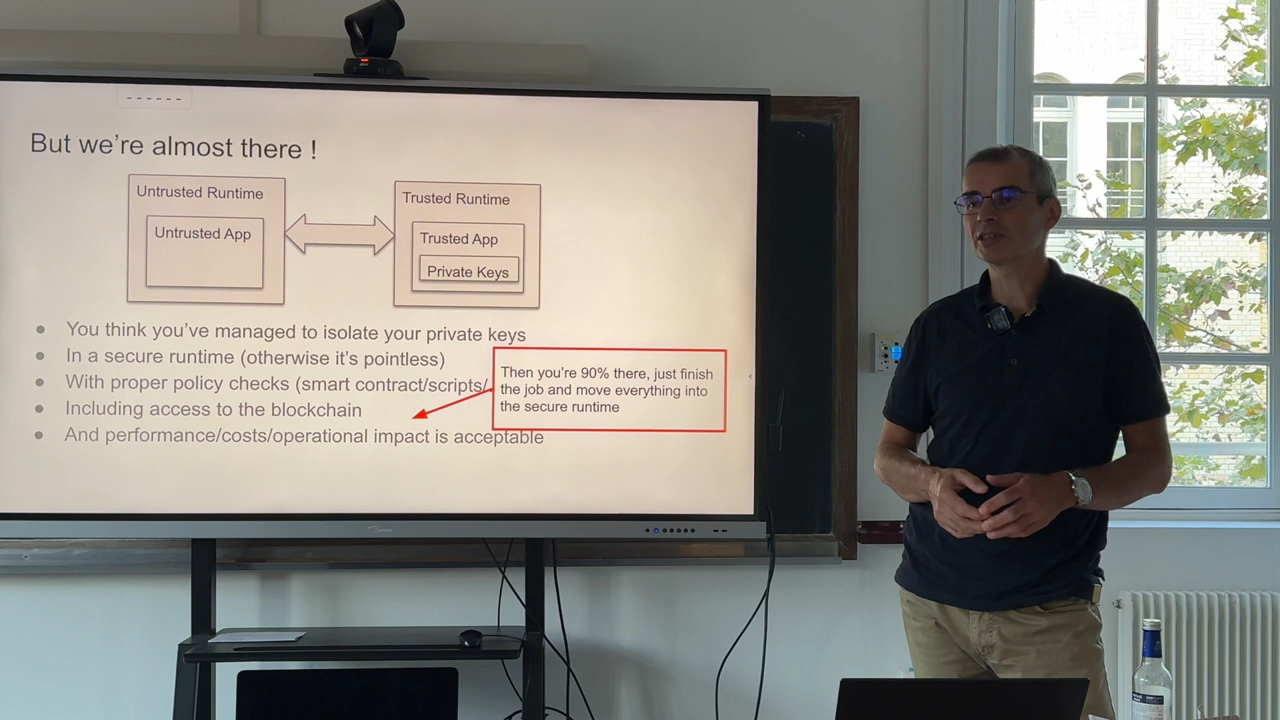 But we're almost there !
Untrusted Runtime
Untrusted App
Trusted Runtime
Trusted App
Private Keys
You think you've managed to isolate your private keys
In a secure runtime (otherwise it's pointless)
With proper policy checks (smart contract/scripts/
Including access to the blockchain
And performance/costs/operational impact is acceptable
Then you're 90% there, just finish
the job and move everything into
the secure runtime